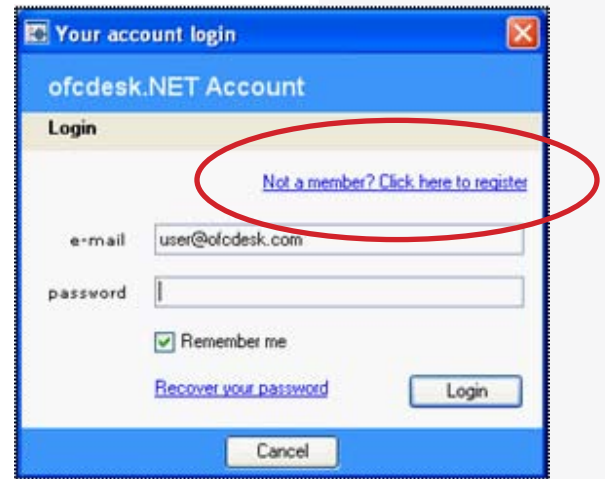 Your account login
ofcdesk.NET Account
Login
Not a member? Click here to register
e-mail user@ofcdesk.com
password
Remember me
Recover your password Login
Cancel